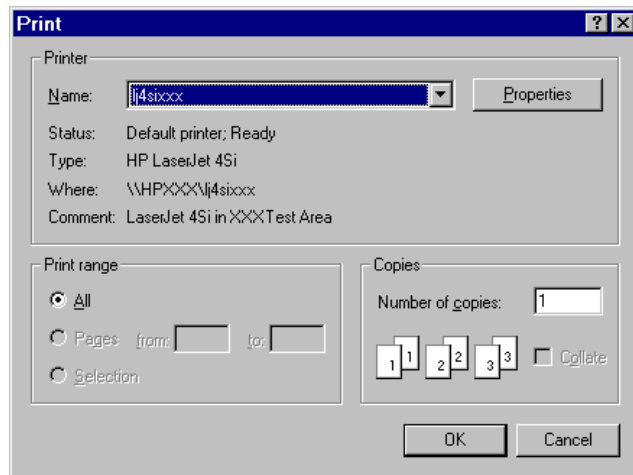 Print
Printer
Name: lj4sixxx Properties
Status: Default printer; Ready
Type: HP LaserJet 4Si
Where: \\HPXXX\lj4sixxx
Comment: LaserJet 4Si in XXX Test Area
Print range
All
Pages from: to:
Selection
Copies
Number of copies: 1
1 1 2 2 3 3 Collate
OK Cancel